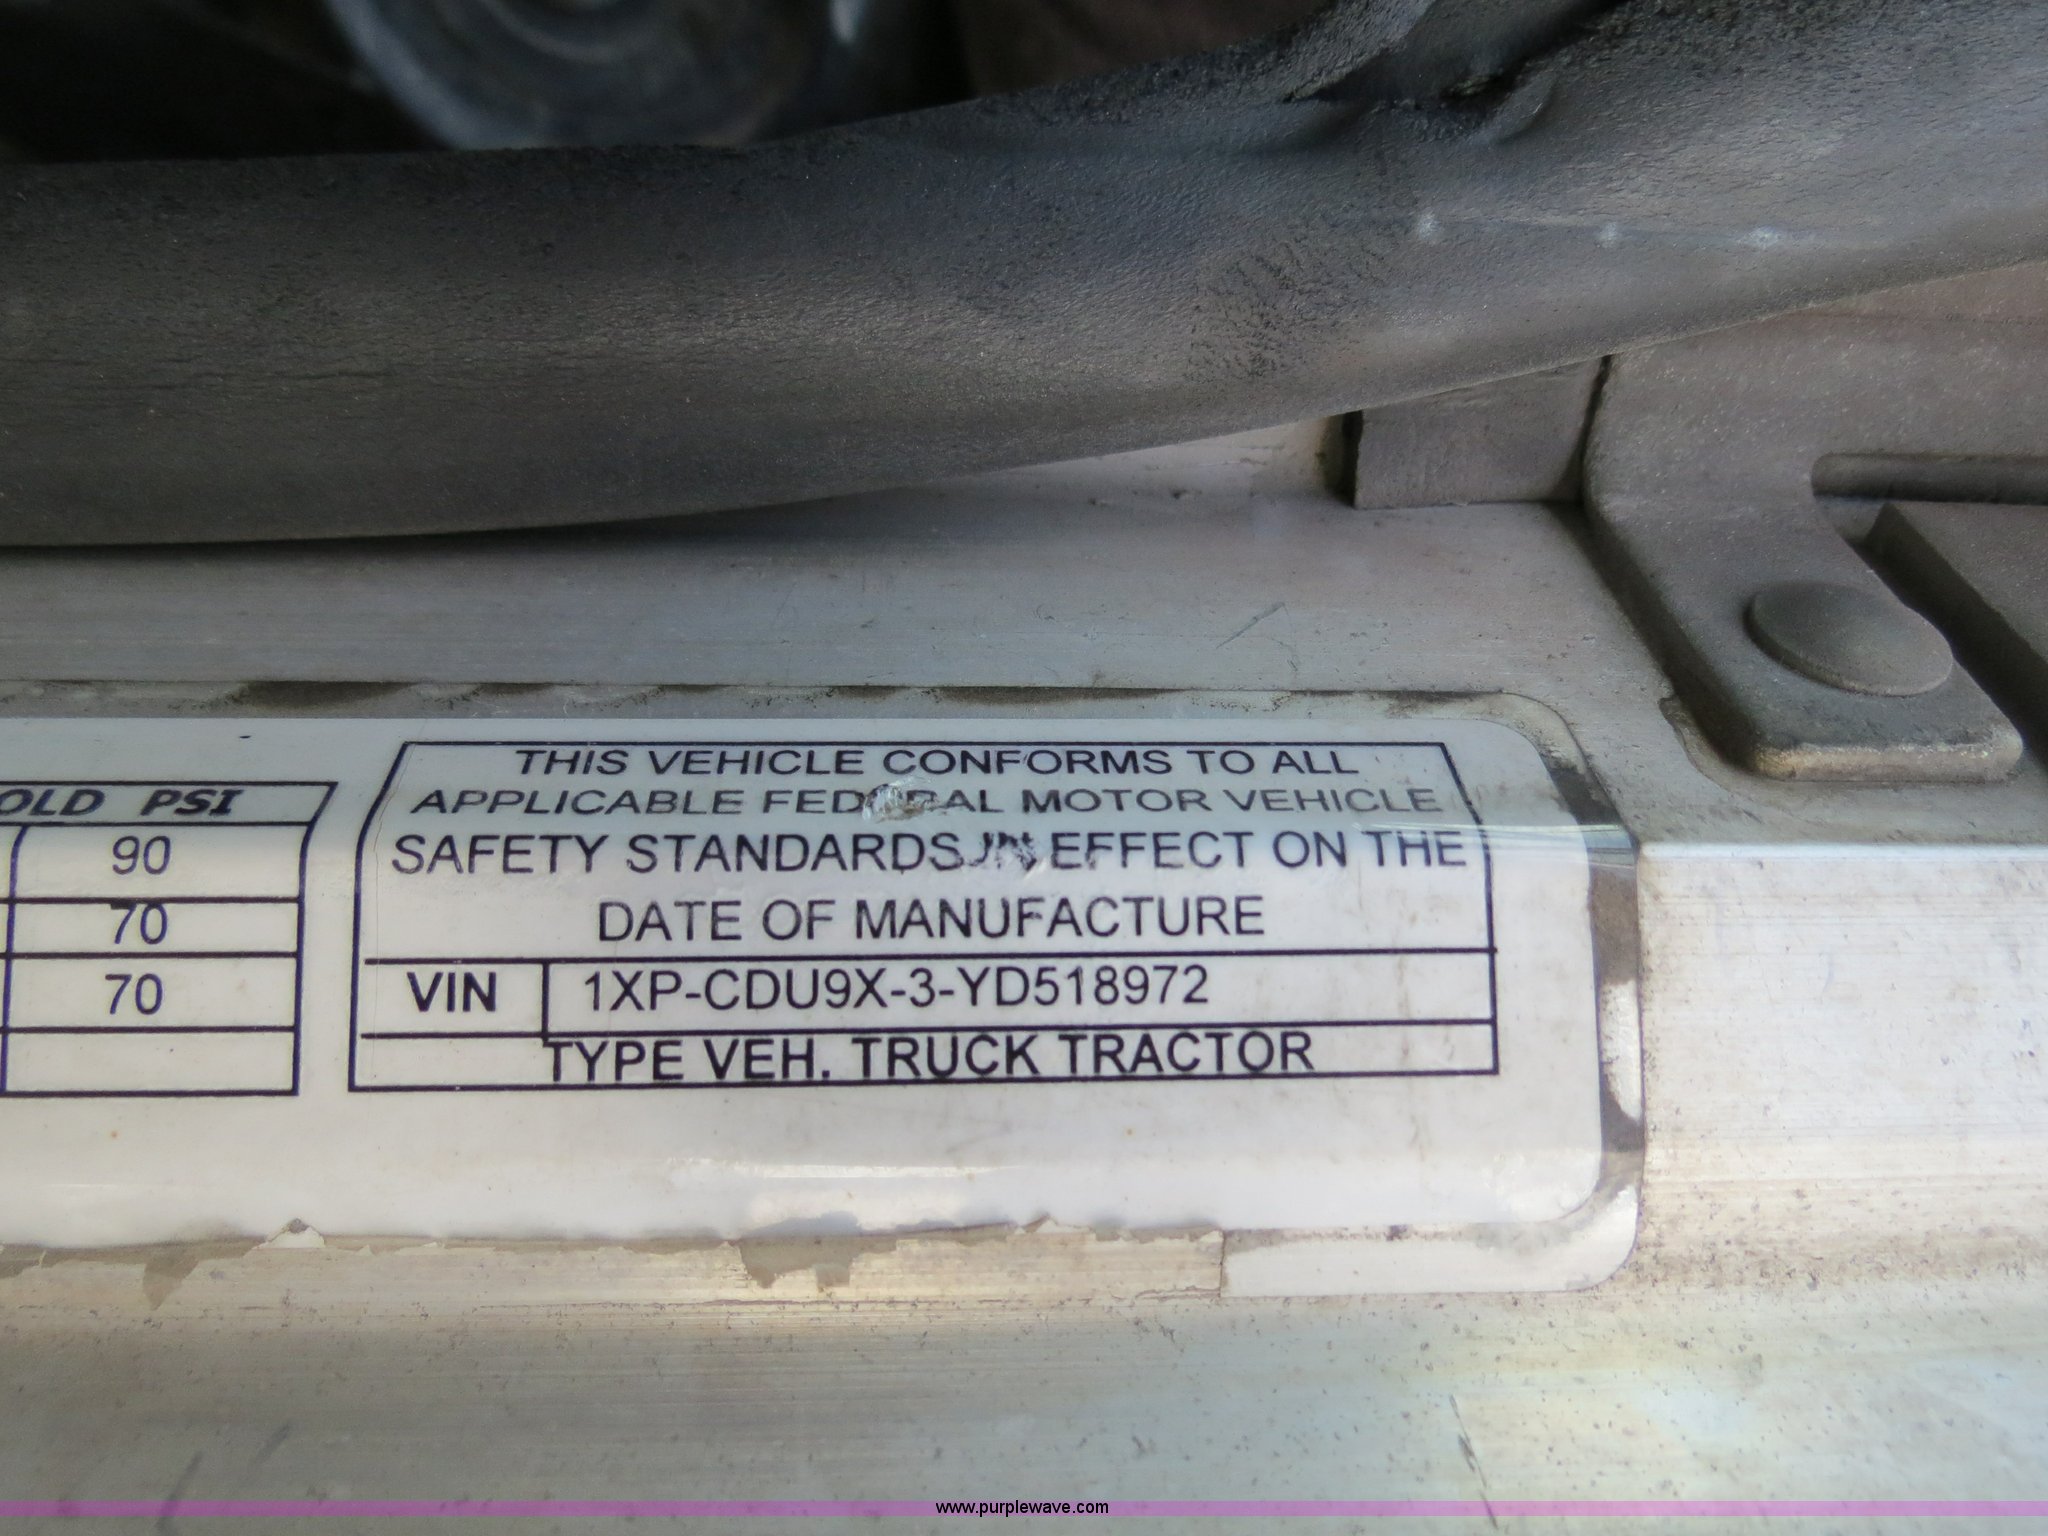 OLD PSI
90
70
70
THIS VEHICLE CONFORMS TO ALL
APPLICABLE FEDERAL MOTOR VEHICLE
SAFETY STANDARDS IN EFFECT ON THE
DATE OF MANUFACTURE
VIN 1XP-CDU9X-3-YD518972
TYPE VEH. TRUCK TRACTOR
www.purplewave.com